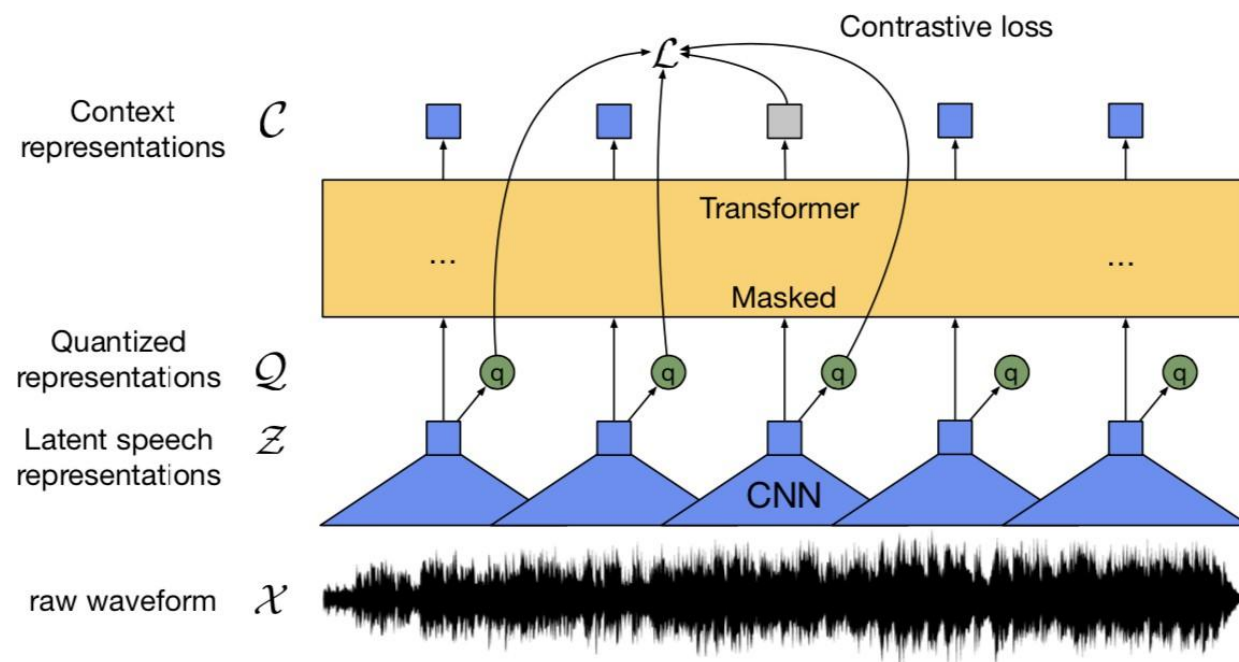 Contrastive loss
ℒ
Context
representations 𝒞
Transformer
... ...
Masked
Quantized
representations 𝒬
q q q q q
Latent speech
representations 𝒵
CNN
raw waveform 𝒳